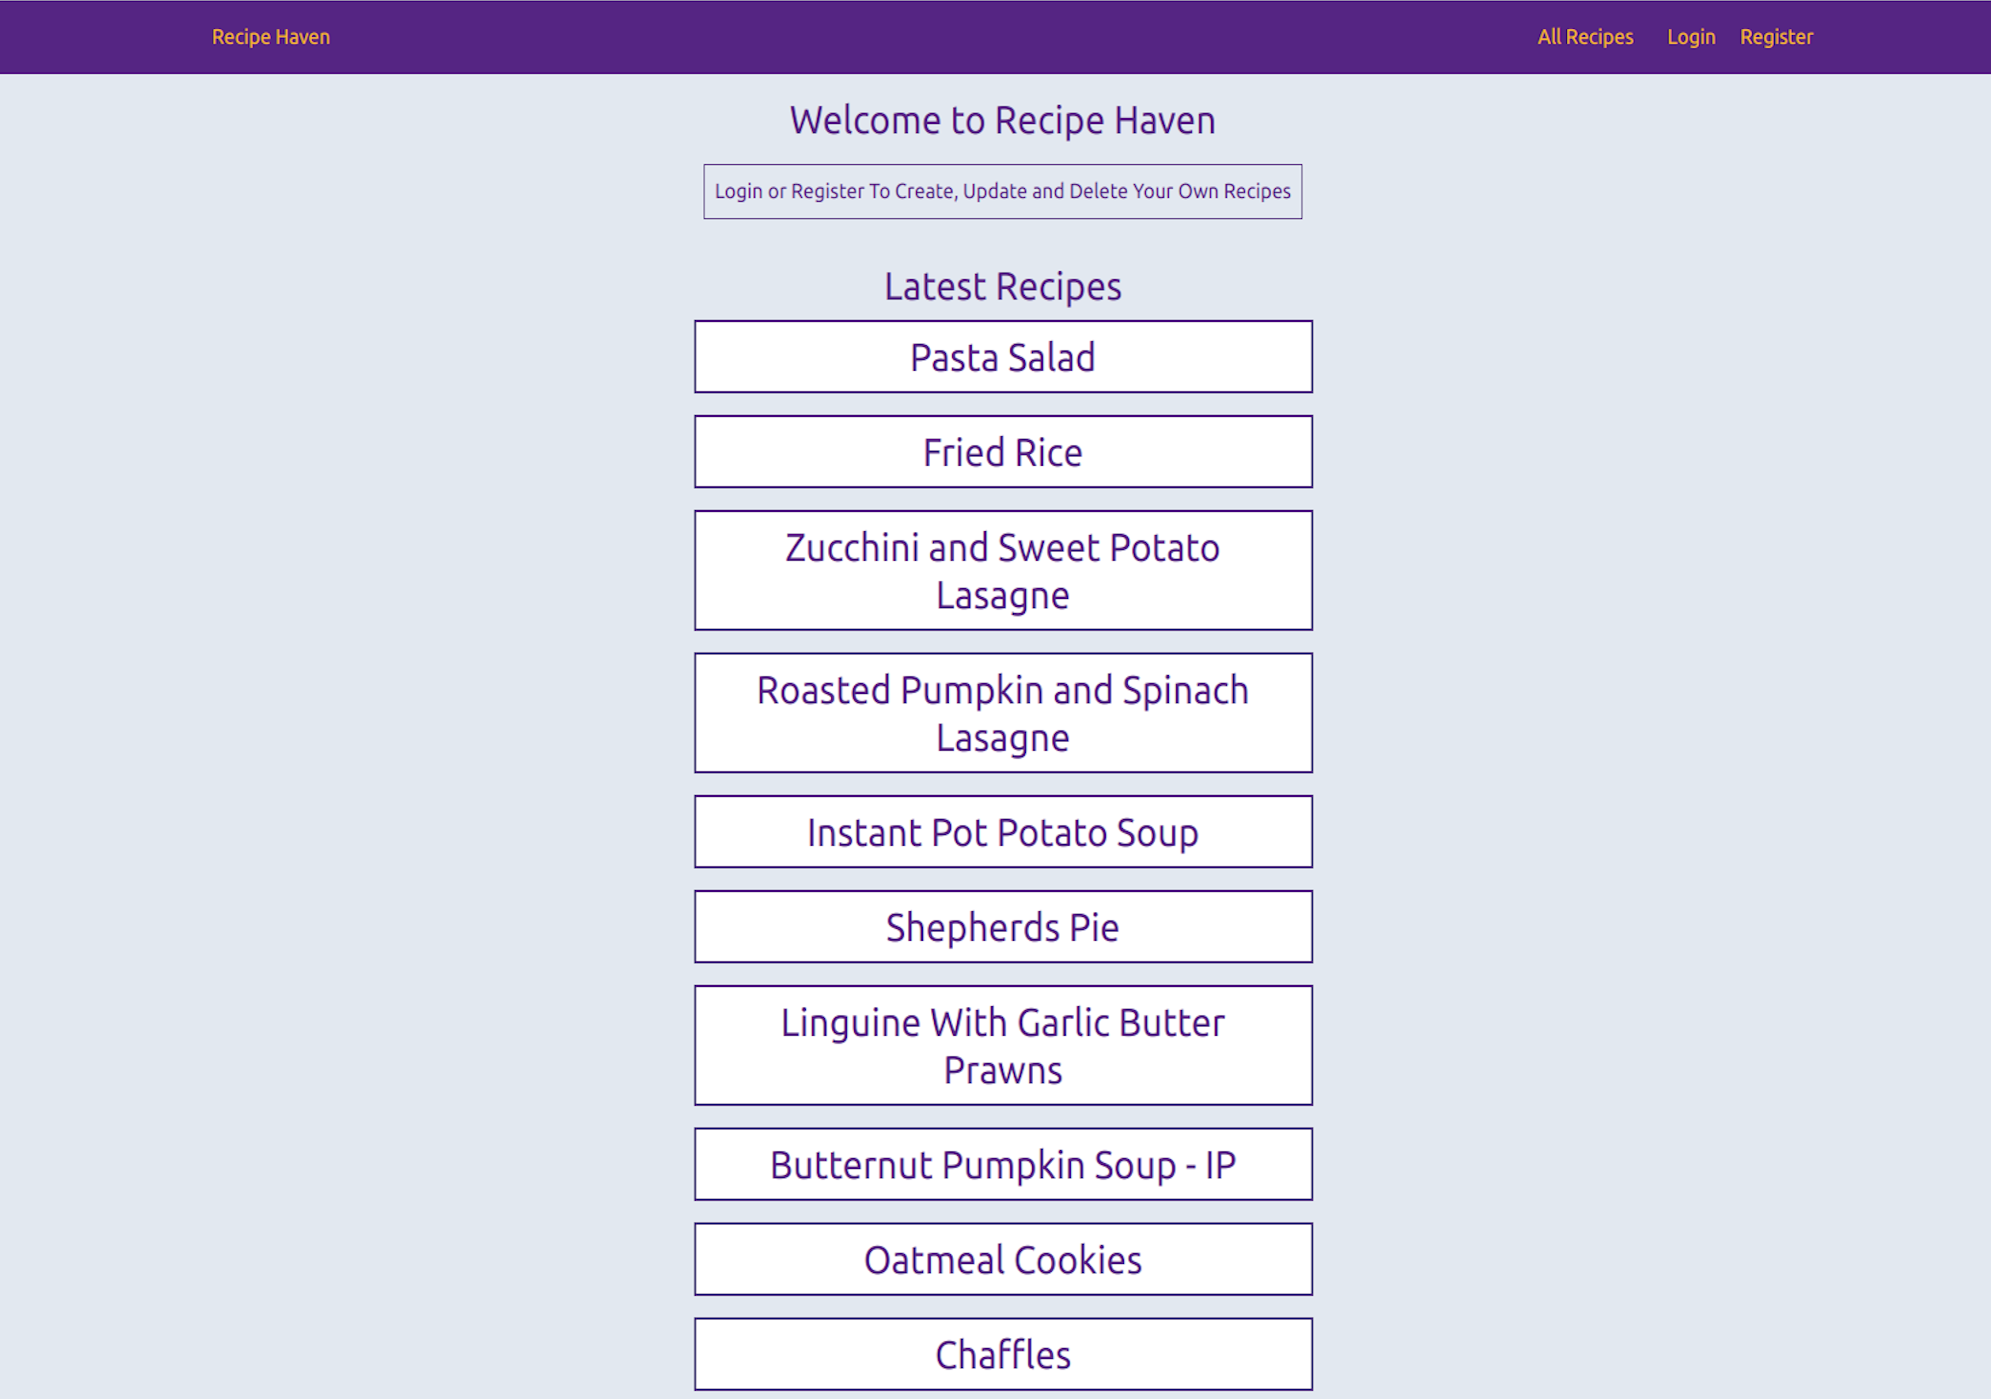 Recipe Haven
All Recipes Login Register
Welcome to Recipe Haven
Login or Register To Create, Update and Delete Your Own Recipes
Latest Recipes
Pasta Salad
Fried Rice
Zucchini and Sweet Potato
Lasagne
Roasted Pumpkin and Spinach
Lasagne
Instant Pot Potato Soup
Shepherds Pie
Linguine With Garlic Butter
Prawns
Butternut Pumpkin Soup - IP
Oatmeal Cookies
Chaffles